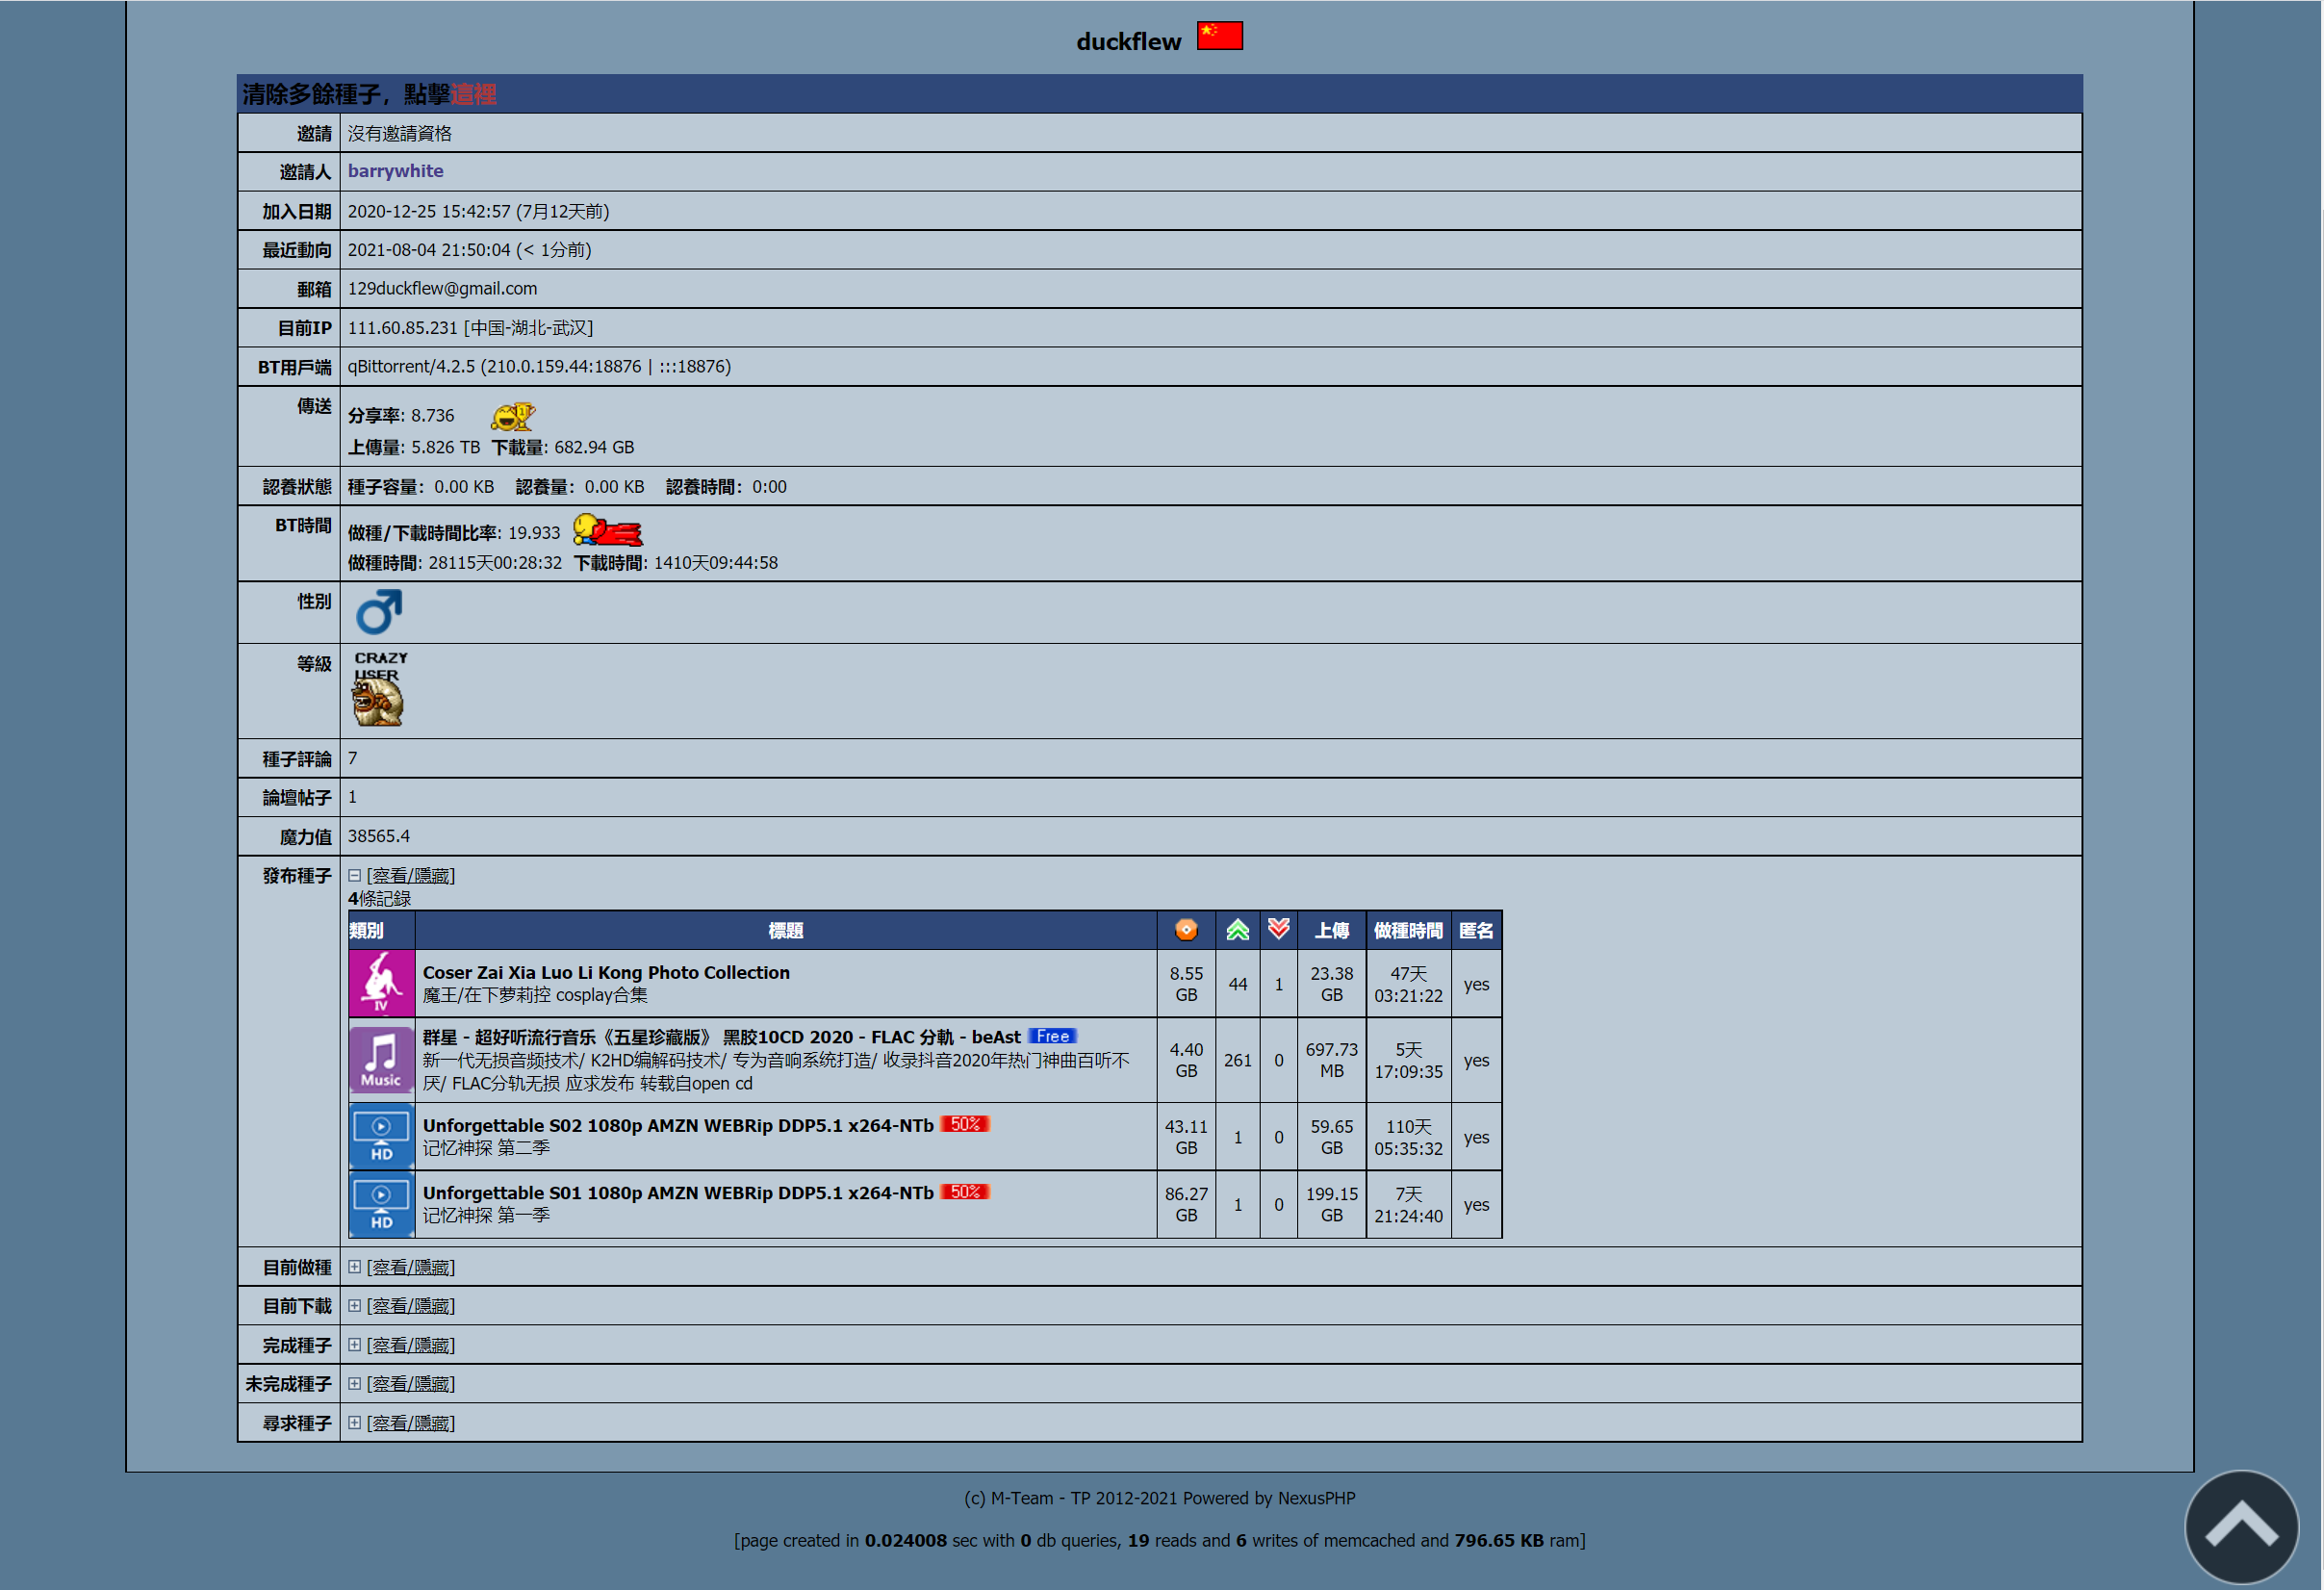 duckflew
清除多餘種子，點擊這裡
邀請 沒有邀請資格
邀請人 barrywhite
加入日期 2020-12-25 15:42:57 (7月12天前)
最近動向 2021-08-04 21:50:04 (< 1分前)
郵箱 129duckflew@gmail.com
目前IP 111.60.85.231 [中国-湖北-武汉]
BT用戶端 qBittorrent/4.2.5 (210.0.159.44:18876 | :::18876)
傳送 分享率: 8.736
上傳量: 5.826 TB 下載量: 682.94 GB
認養狀態 種子容量：0.00 KB 認養量：0.00 KB 認養時間：0:00
BT時間 做種/下載時間比率: 19.933
做種時間: 28115天00:28:32 下載時間: 1410天09:44:58
性別
等級 CRAZY
USER
種子評論 7
論壇帖子 1
魔力值 38565.4
發布種子 [察看/隱藏]
4條記錄
類別 標題 上傳 做種時間 匿名
IV
Coser Zai Xia Luo Li Kong Photo Collection
魔王/在下萝莉控 cosplay合集
8.55 GB 44 1 23.38 GB 47天 03:21:22 yes
Music
群星 - 超好听流行音乐《五星珍藏版》 黑胶10CD 2020 - FLAC 分軌 - beAst Free
新一代无损音频技术/ K2HD编解码技术/ 专为音响系统打造/ 收录抖音2020年热门神曲百听不
厌/ FLAC分轨无损 应求发布 转载自open cd
4.40 GB 261 0 697.73 MB 5天 17:09:35 yes
HD
Unforgettable S02 1080p AMZN WEBRip DDP5.1 x264-NTb 50%
记忆神探 第二季
43.11 GB 1 0 59.65 GB 110天 05:35:32 yes
HD
Unforgettable S01 1080p AMZN WEBRip DDP5.1 x264-NTb 50%
记忆神探 第一季
86.27 GB 1 0 199.15 GB 7天 21:24:40 yes
目前做種 [察看/隱藏]
目前下載 [察看/隱藏]
完成種子 [察看/隱藏]
未完成種子 [察看/隱藏]
尋求種子 [察看/隱藏]
(c) M-Team - TP 2012-2021 Powered by NexusPHP
[page created in 0.024008 sec with 0 db queries, 19 reads and 6 writes of memcached and 796.65 KB ram]